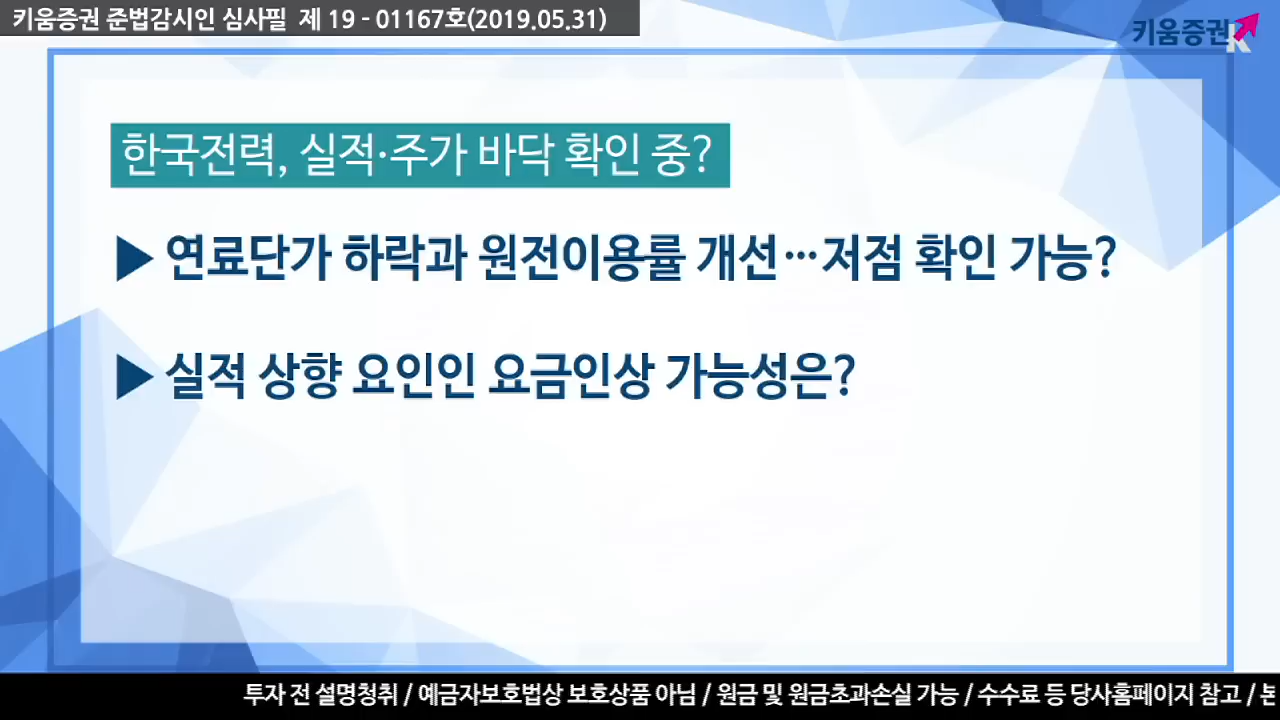 키움증권 준법감시인 심사필 제 19 - 01167호(2019.05.31)
키움증권
한국전력, 실적·주가 바닥 확인 중?
▶ 연료단가 하락과 원전이용률 개선…저점 확인 가능?
▶ 실적 상향 요인인 요금인상 가능성은?
투자 전 설명청취 / 예금자보호법상 보호상품 아님 / 원금 및 원금초과손실 가능 / 수수료 등 당사홈페이지 참고 / 본